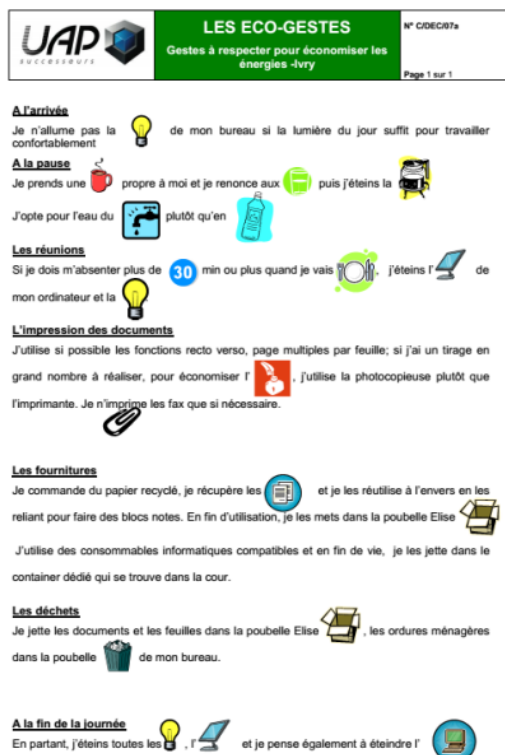 UAP
SUCCESSEURS
LES ECO-GESTES
Gestes à respecter pour économiser les
énergies -Ivry
N° C/DEC/07a
Page 1 sur 1
A l'arrivée
Je n'allume pas la de mon bureau si la lumière du jour suffit pour travailler
confortablement
A la pause
Je prends une propre à moi et je renonce aux puis j'éteins la
J'opte pour l'eau du plutôt qu'en
Les réunions
Si je dois m'absenter plus de 30 min ou plus quand je vais , j'éteins l' de
mon ordinateur et la
L'impression des documents
J'utilise si possible les fonctions recto verso, page multiples par feuille; si j'ai un tirage en
grand nombre à réaliser, pour économiser l' , j'utilise la photocopieuse plutôt que
l'imprimante. Je n'imprime les fax que si nécessaire.
Les fournitures
Je commande du papier recyclé, je récupère les et je les réutilise à l'envers en les
reliant pour faire des blocs notes. En fin d'utilisation, je les mets dans la poubelle Elise
J'utilise des consommables informatiques compatibles et en fin de vie, je les jette dans le
container dédié qui se trouve dans la cour.
Les déchets
Je jette les documents et les feuilles dans la poubelle Elise , les ordures ménagères
dans la poubelle de mon bureau.
A la fin de la journée
En partant, j'éteins toutes les , l' et je pense également à éteindre l'